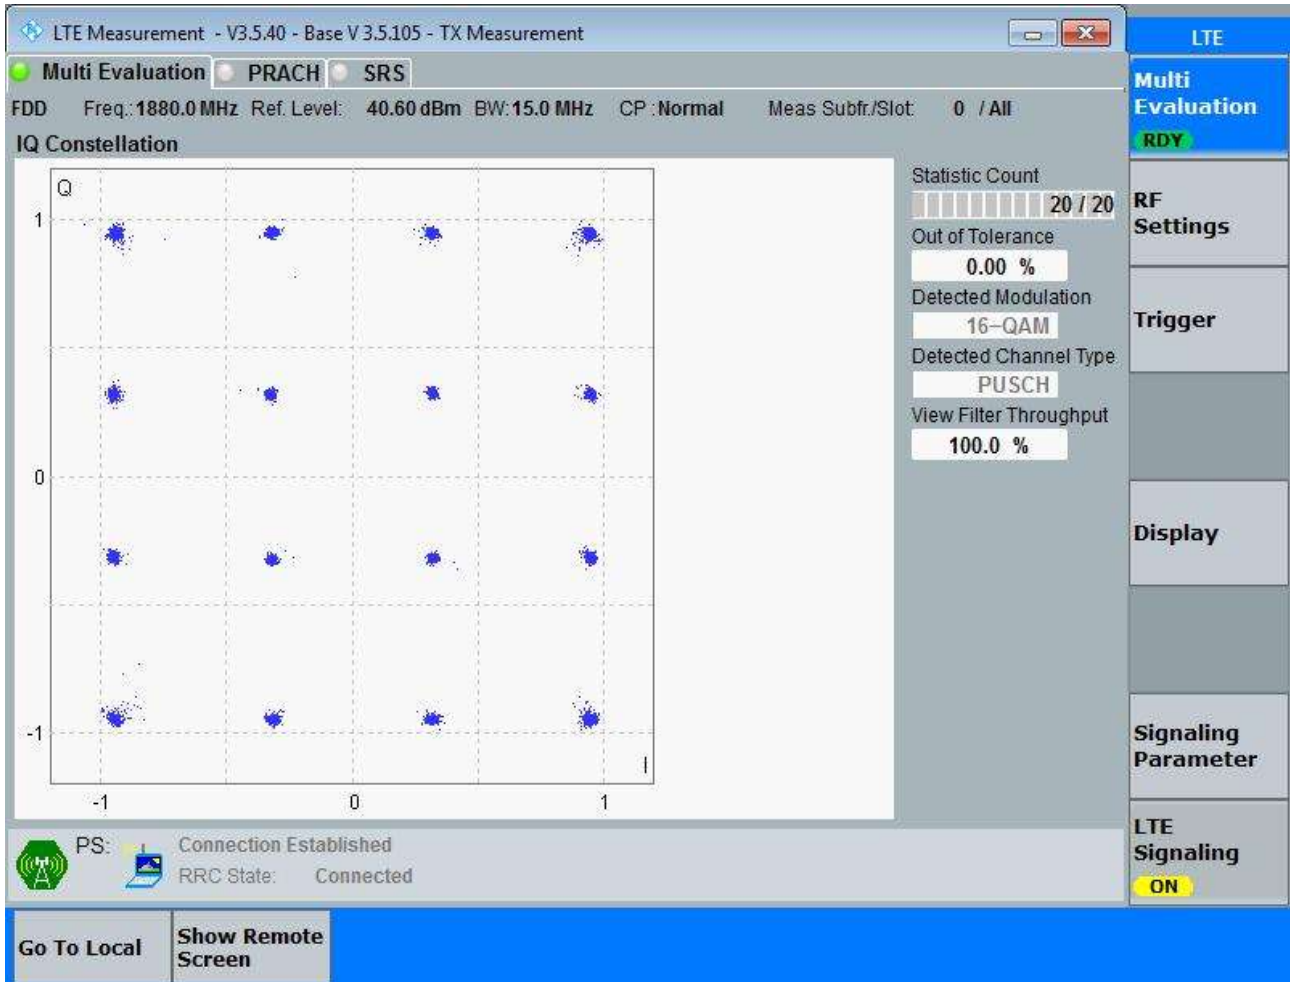 LTE Measurement - V3.5.40 - Base V 3.5.105 - TX Measurement
Multi Evaluation PRACH SRS
FDD Freq.: 1880.0 MHz Ref. Level: 40.60 dBm BW: 15.0 MHz CP : Normal Meas Subfr./Slot: 0 / All
IQ Constellation
Q
1
0
-1
I
-1 0 1
Statistic Count
20 / 20
Out of Tolerance
0.00 %
Detected Modulation
16-QAM
Detected Channel Type
PUSCH
View Filter Throughput
100.0 %
PS: Connection Established
RRC State: Connected
LTE
Multi
Evaluation
RDY
RF
Settings
Trigger
Display
Signaling
Parameter
LTE
Signaling
ON
Go To Local
Show Remote
Screen